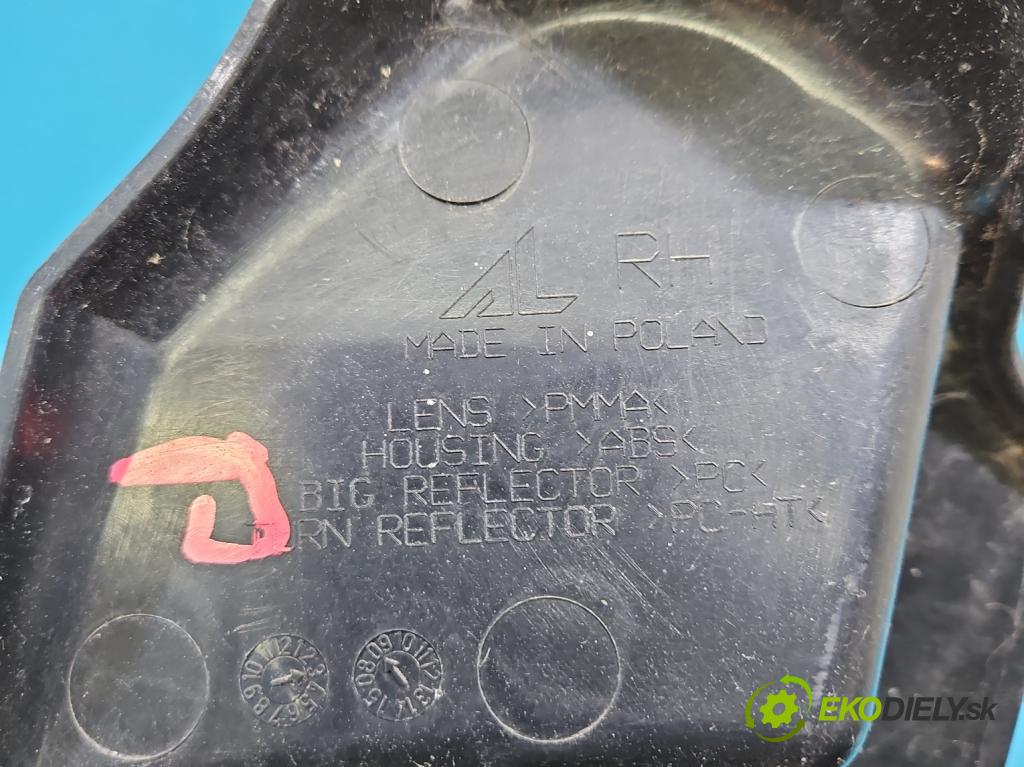 AL RH
MADE IN POLAND
LENS >PMMA<
HOUSING >ABS<
BIG REFLECTOR >PC<
RN REFLECTOR >PC-HT<
EKODIELY.sk